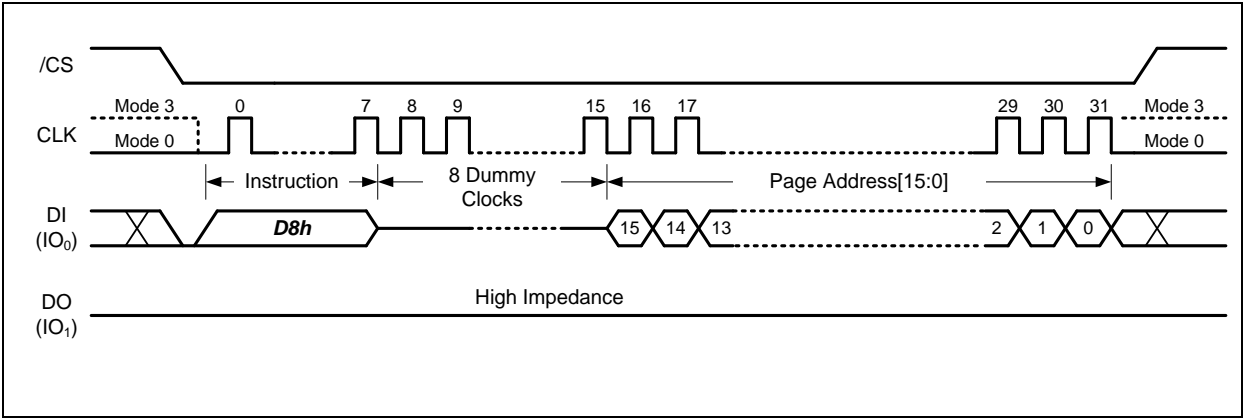 /CS
Mode 3 0 7 8 9 15 16 17 29 30 31 Mode 3
CLK
Mode 0 Mode 0
Instruction 8 Dummy Clocks Page Address[15:0]
DI
(IO₀)
D8h 15 14 13 2 1 0
DO
(IO₁)
High Impedance